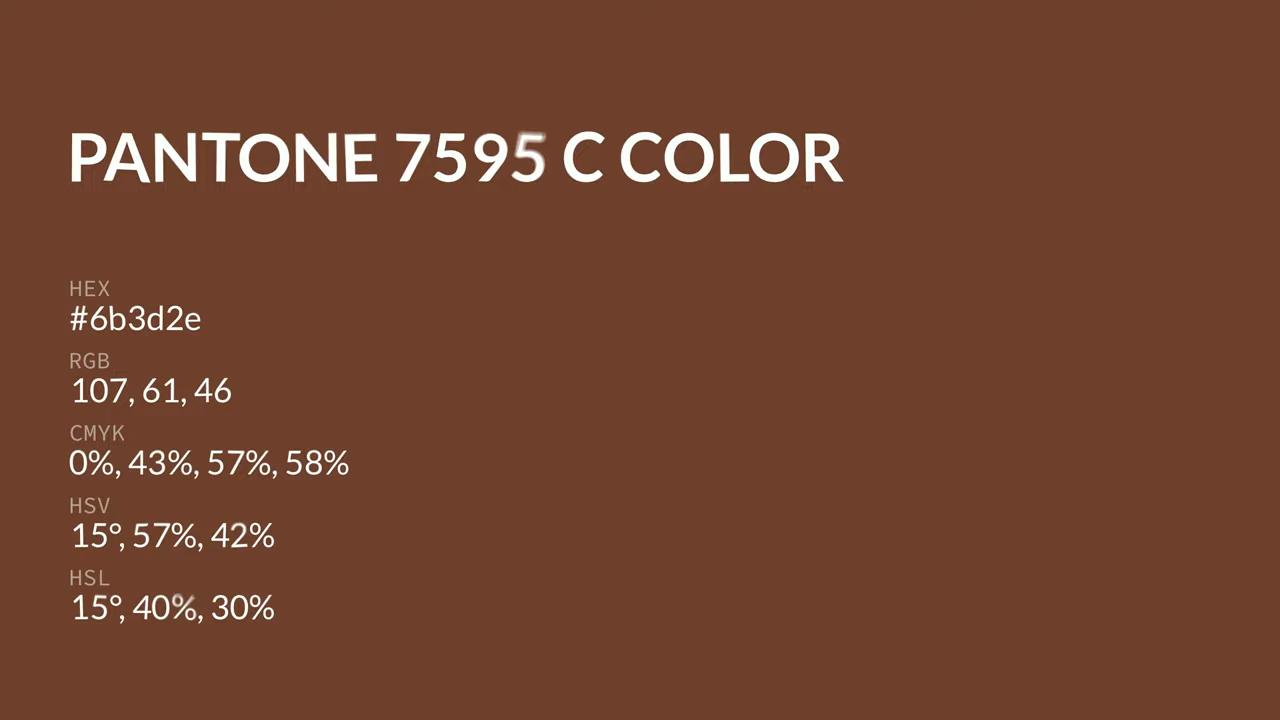 PANTONE 7595 C COLOR
HEX
#6b3d2e
RGB
107, 61, 46
CMYK
0%, 43%, 57%, 58%
HSV
15°, 57%, 42%
HSL
15°, 40%, 30%